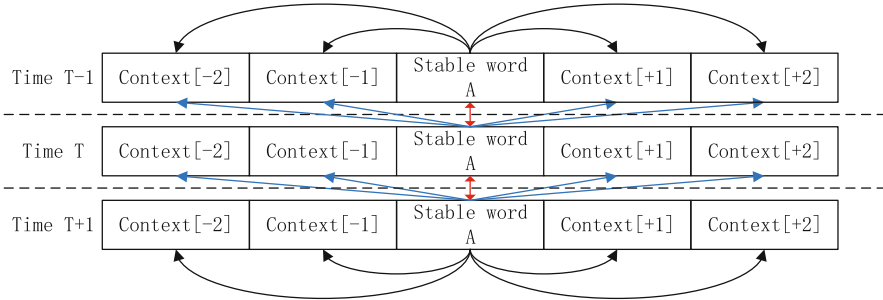 Time T-1 Context[-2] Context[-1] Stable word A Context[+1] Context[+2]
Time T Context[-2] Context[-1] Stable word A Context[+1] Context[+2]
Time T+1 Context[-2] Context[-1] Stable word A Context[+1] Context[+2]